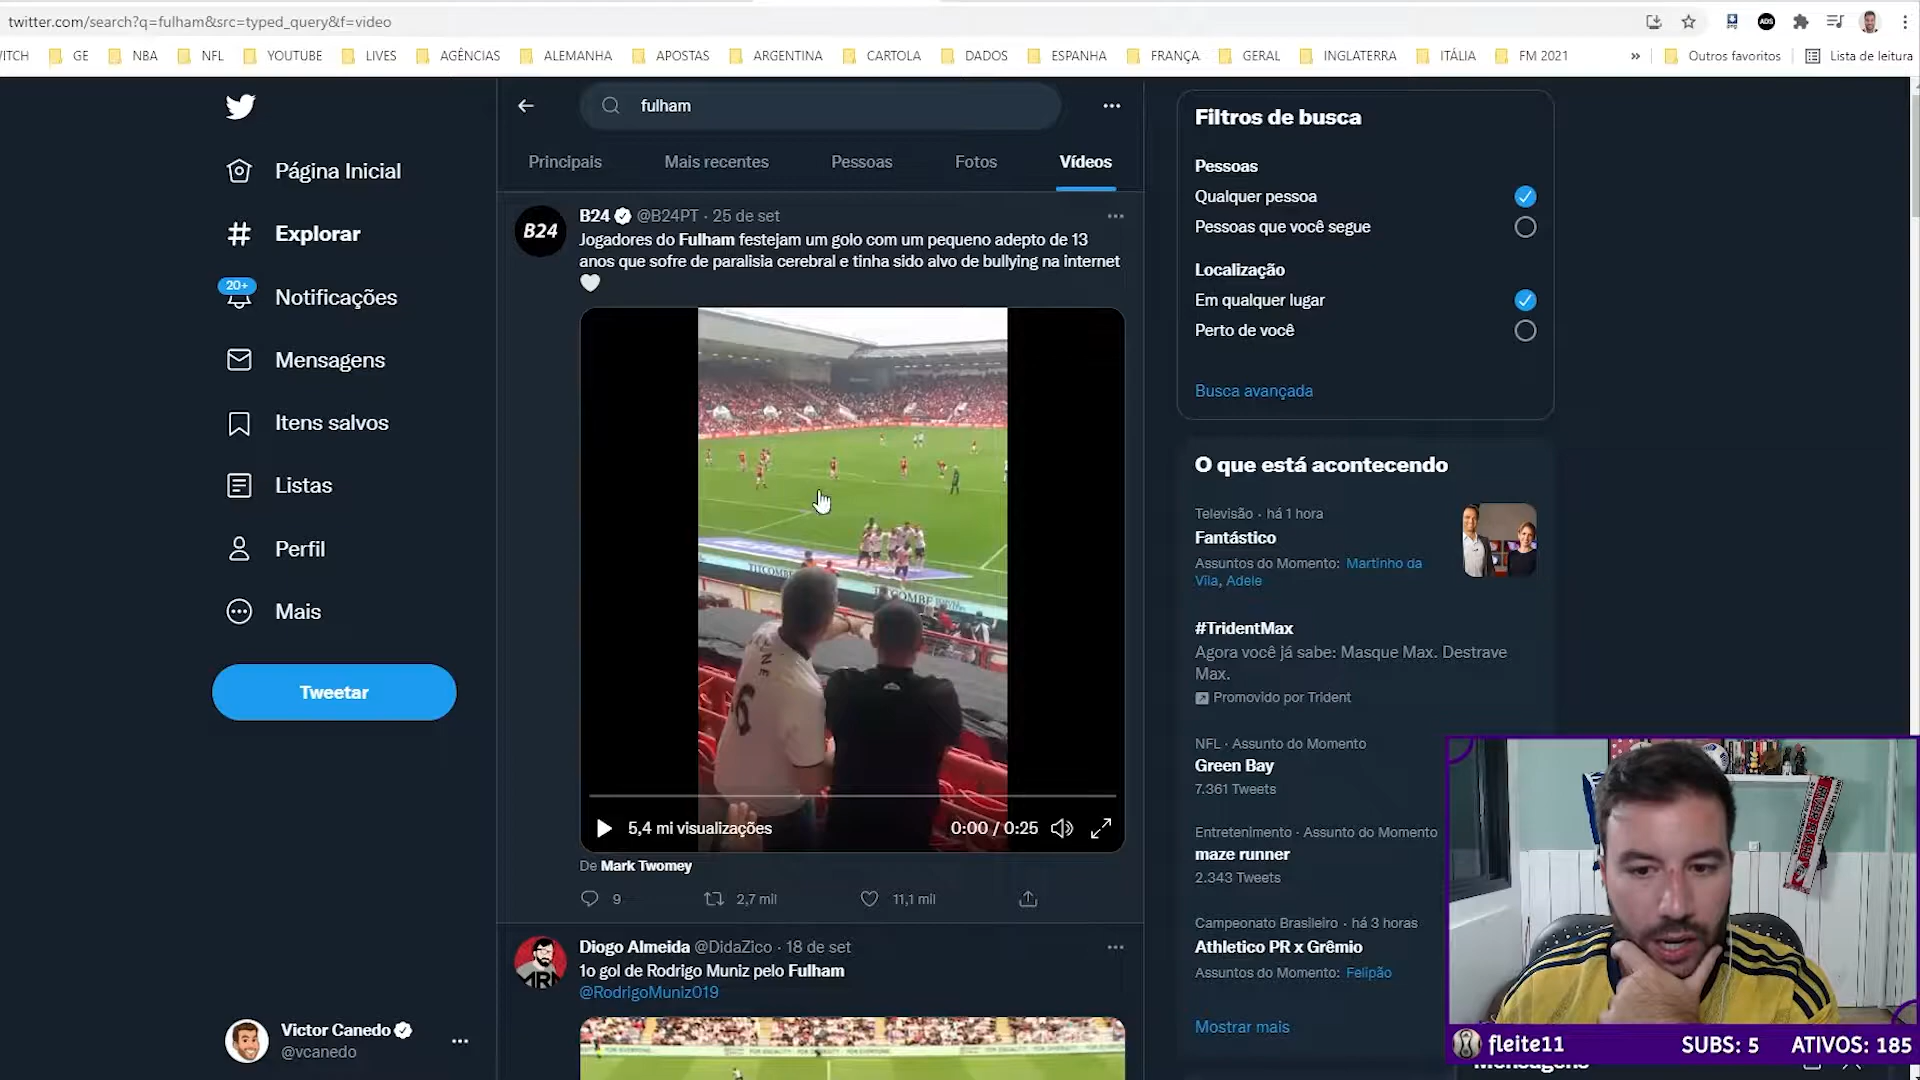 twitter.com/search?q=fulham&src=typed_query&f=video
ITCH GE NBA NFL YOUTUBE LIVES AGÊNCIAS ALEMANHA APOSTAS ARGENTINA CARTOLA DADOS ESPANHA FRANÇA GERAL INGLATERRA ITÁLIA FM 2021 » Outros favoritos Lista de leitura
Página Inicial
Explorar
20+
Notificações
Mensagens
Itens salvos
Listas
Perfil
Mais
Tweetar
Victor Canedo
@vcanedo
fulham
Principais Mais recentes Pessoas Fotos Vídeos
B24
B24 @B24PT · 25 de set
Jogadores do Fulham festejam um golo com um pequeno adepto de 13
anos que sofre de paralisia cerebral e tinha sido alvo de bullying na internet
5,4 mi visualizações 0:00 / 0:25
De Mark Twomey
9 2,7 mil 11,1 mil
Diogo Almeida @DidaZico · 18 de set
1o gol de Rodrigo Muniz pelo Fulham
@RodrigoMuniz019
Filtros de busca
Pessoas
Qualquer pessoa
Pessoas que você segue
Localização
Em qualquer lugar
Perto de você
Busca avançada
O que está acontecendo
Televisão · há 1 hora
Fantástico
Assuntos do Momento: Martinho da
Vila, Adele
#TridentMax
Agora você já sabe: Masque Max. Destrave
Max.
Promovido por Trident
NFL · Assunto do Momento
Green Bay
7.361 Tweets
Entretenimento · Assunto do Momento
maze runner
2.343 Tweets
Campeonato Brasileiro · há 3 horas
Athletico PR x Grêmio
Assuntos do Momento: Felipão
Mostrar mais
fleite11 SUBS: 5 ATIVOS: 185
Mensagens